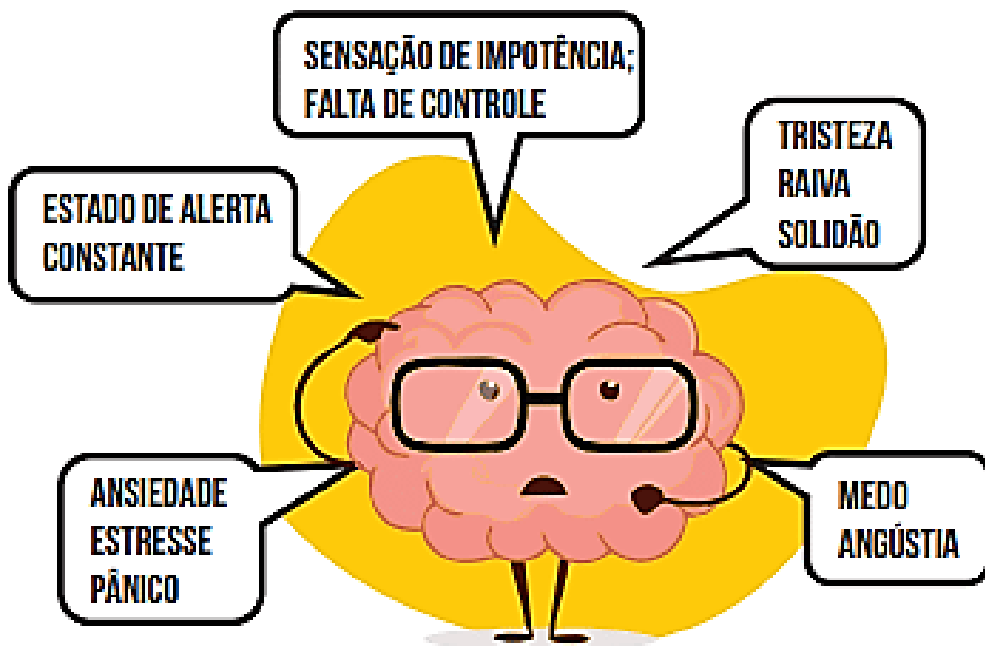 SENSAÇÃO DE IMPOTÊNCIA;
FALTA DE CONTROLE
TRISTEZA
RAIVA
SOLIDÃO
ESTADO DE ALERTA
CONSTANTE
ANSIEDADE
ESTRESSE
PÂNICO
MEDO
ANGÚSTIA